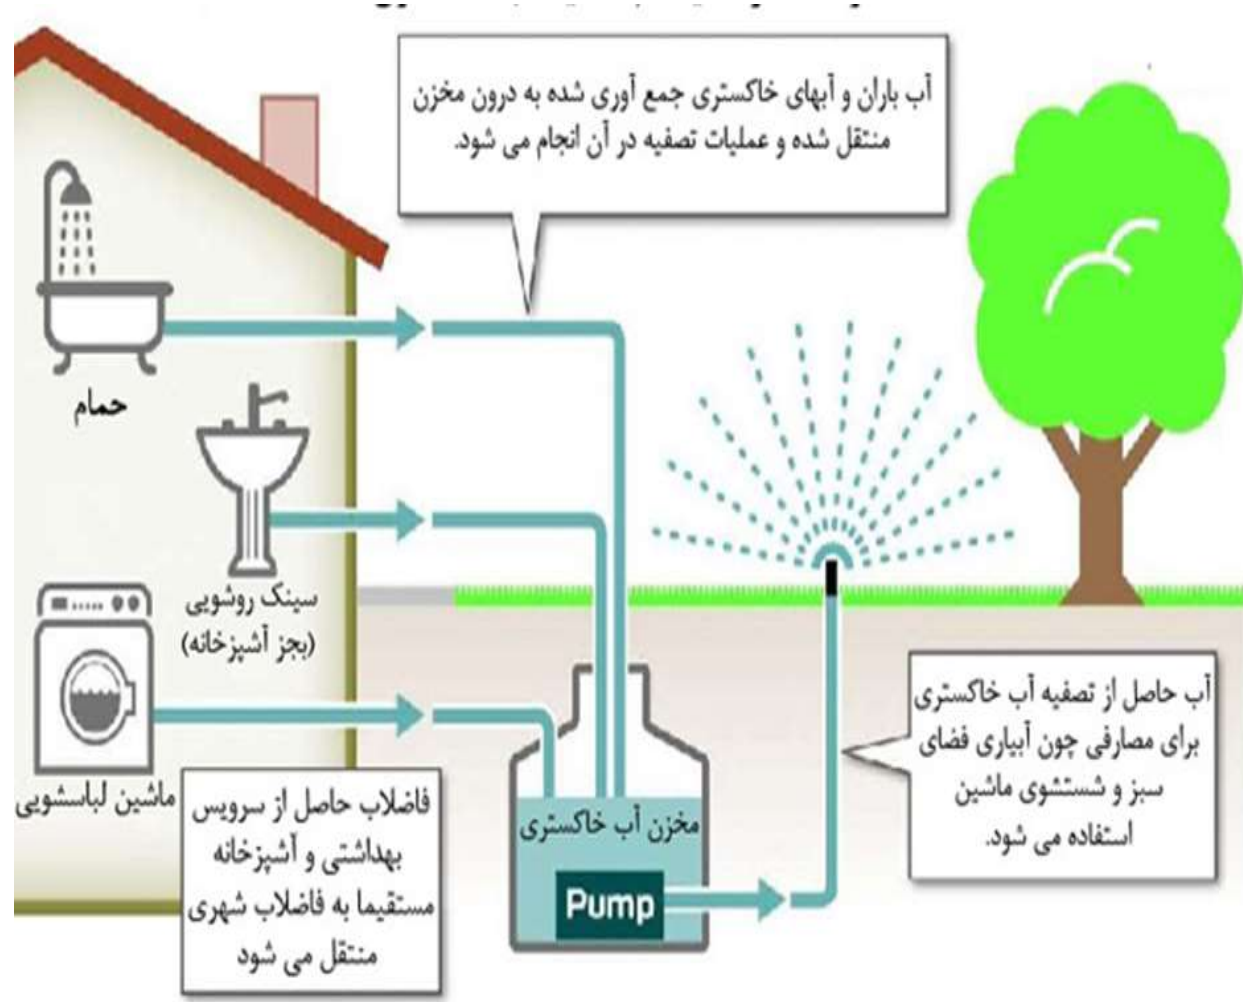 آب باران و آبهای خاکستری جمع آوری شده به درون مخزن
منتقل شده و عملیات تصفیه در آن انجام می شود.
حمام
سینک روشویی
(بجز آشپزخانه)
ماشین لباسشویی
فاضلاب حاصل از سرویس
بهداشتی و آشپزخانه
مستقیما به فاضلاب شهری
منتقل می شود
مخزن آب خاکستری
Pump
آب حاصل از تصفیه آب خاکستری
برای مصارفی چون آبیاری فضای
سبز و شستشوی ماشین
استفاده می شود.